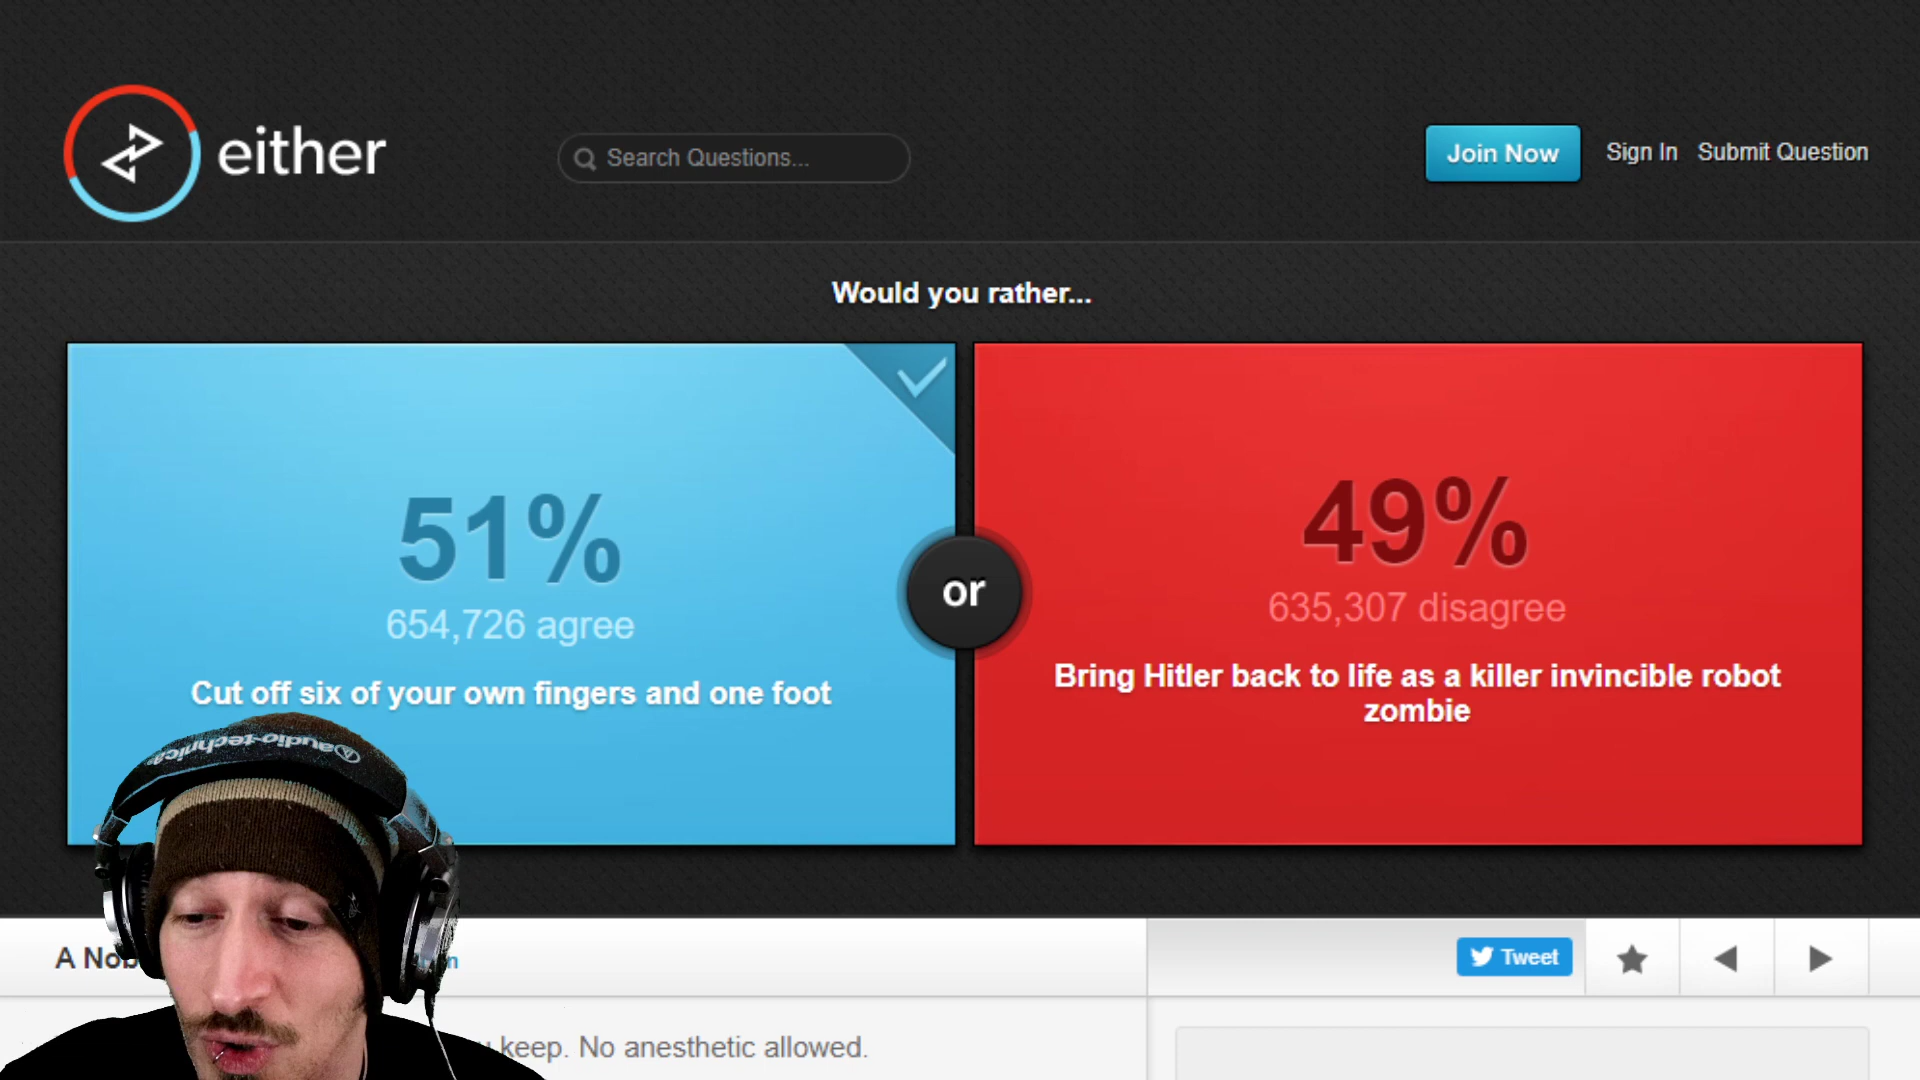 either
Search Questions...
Join Now
Sign In
Submit Question
Would you rather...
51%
654,726 agree
Cut off six of your own fingers and one foot
or
49%
635,307 disagree
Bring Hitler back to life as a killer invincible robot
zombie
audio-technica
A
Tweet
keep. No anesthetic allowed.